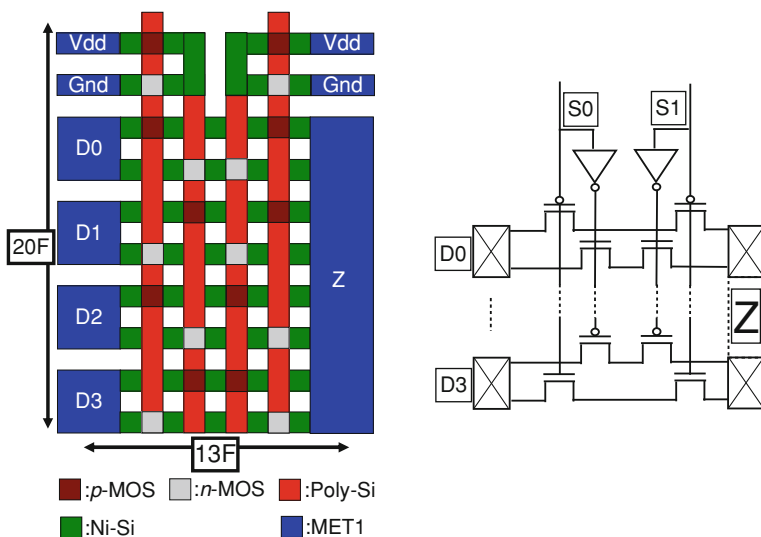 Vdd Vdd
Gnd Gnd
D0
D1
D2
D3
Z
20F
13F
:p-MOS :n-MOS :Poly-Si
:Ni-Si :MET1
S0 S1
D0
Z
D3